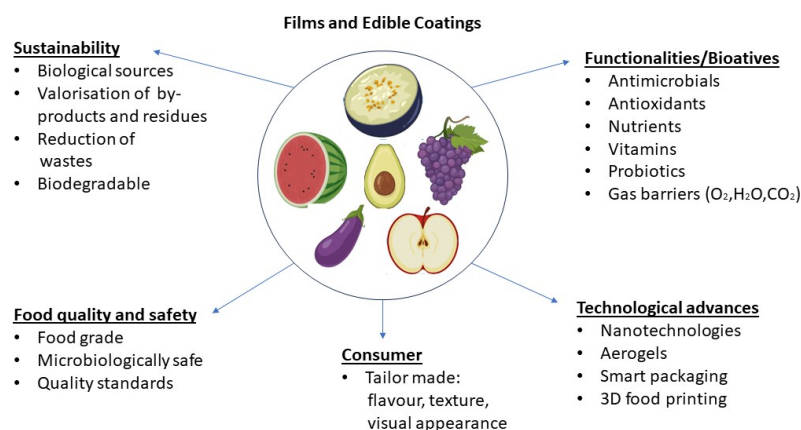 Films and Edible Coatings
Sustainability
• Biological sources
• Valorisation of by-
products and residues
• Reduction of
wastes
• Biodegradable
Functionalities/Bioatives
• Antimicrobials
• Antioxidants
• Nutrients
• Vitamins
• Probiotics
• Gas barriers (O₂,H₂O,CO₂)
Food quality and safety
• Food grade
• Microbiologically safe
• Quality standards
Consumer
• Tailor made:
flavour, texture,
visual appearance
Technological advances
• Nanotechnologies
• Aerogels
• Smart packaging
• 3D food printing